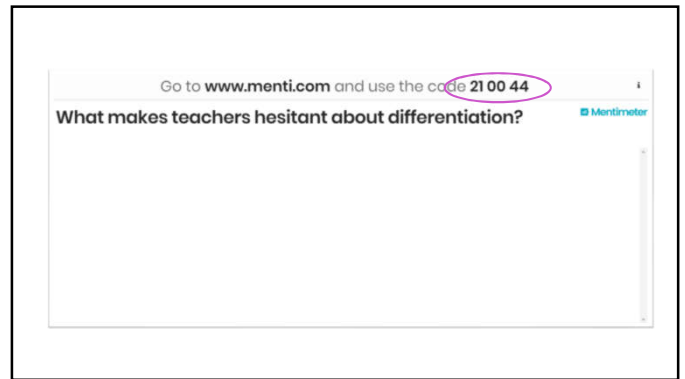 Go to www.menti.com and use the code 21 00 44
What makes teachers hesitant about differentiation?
Mentimeter